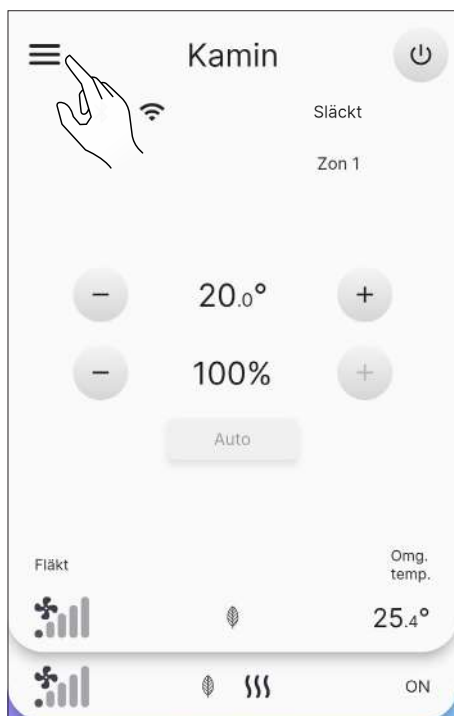 Kamin
Släckt
Zon 1
− 20.0° +
− 100% +
Auto
Fläkt
Omg.
temp.
25.4°
ON